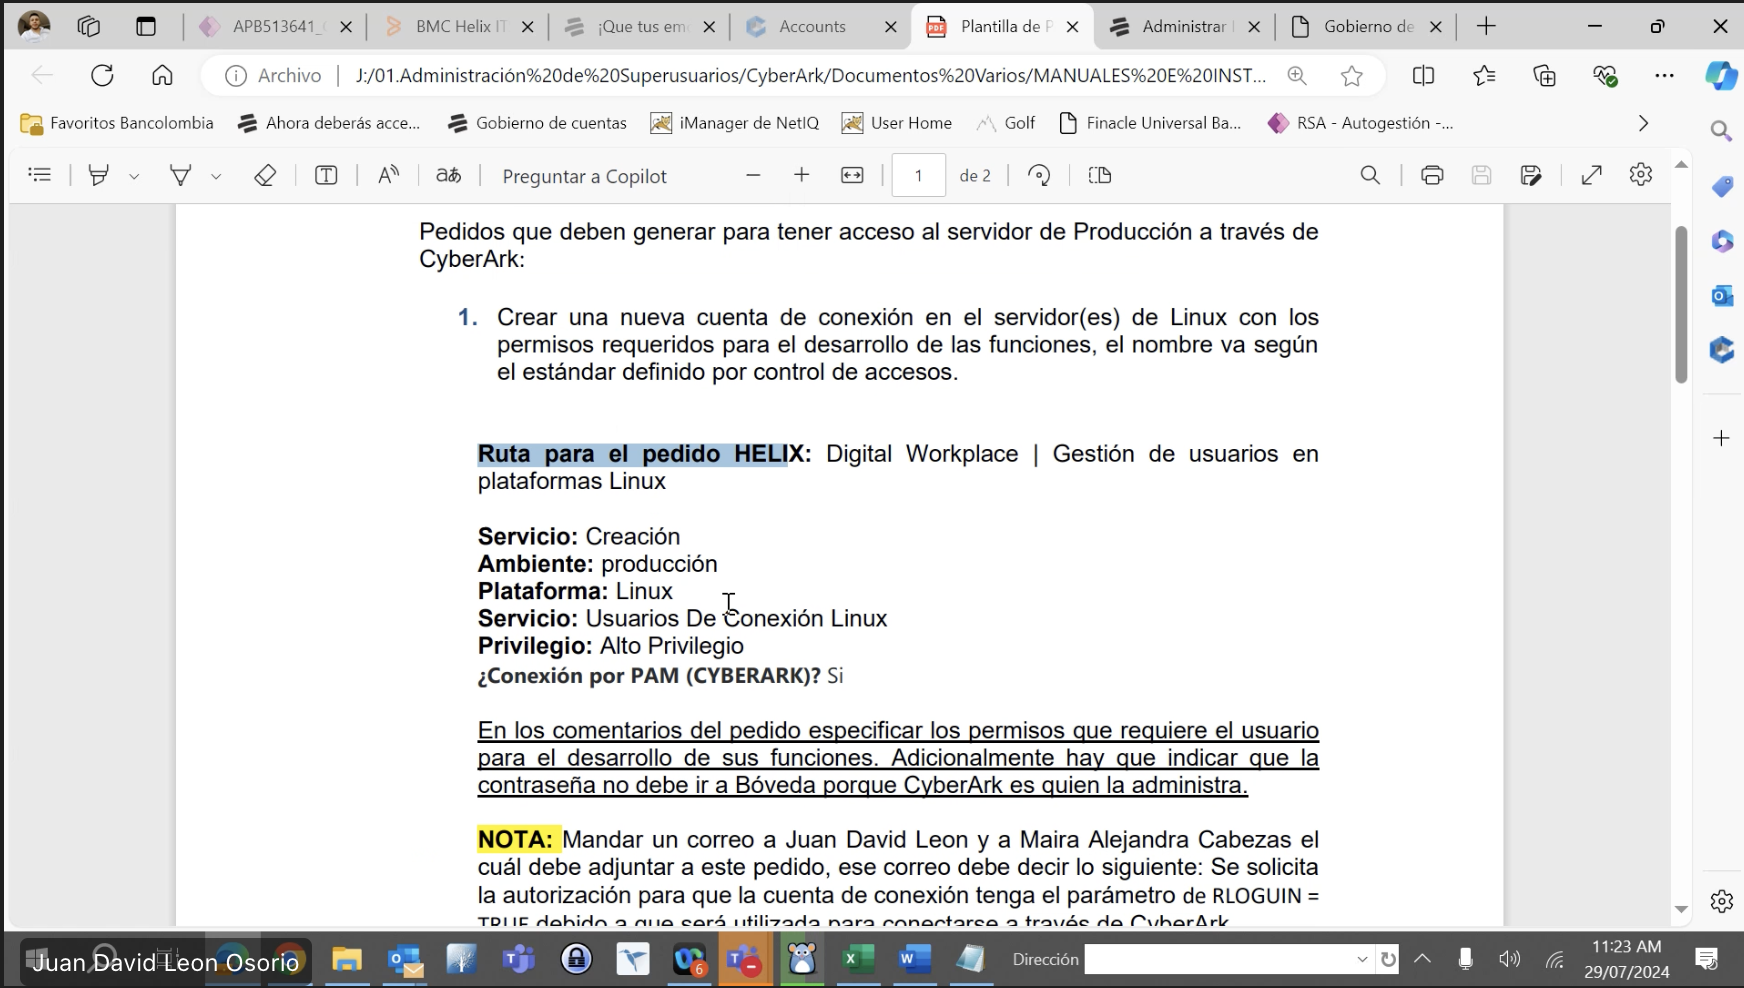 APB513641_
BMC Helix IT
¡Que tus emo
Accounts
Plantilla de P
Administrar
Gobierno de
Archivo
J:/01.Administración%20de%20Superusuarios/CyberArk/Documentos%20Varios/MANUALES%20E%20INST...
Favoritos Bancolombia
Ahora deberás acce...
Gobierno de cuentas
iManager de NetIQ
User Home
Golf
Finacle Universal Ba...
RSA - Autogestión -...
Preguntar a Copilot
1
de 2
Pedidos que deben generar para tener acceso al servidor de Producción a través de
CyberArk:
1. Crear una nueva cuenta de conexión en el servidor(es) de Linux con los
permisos requeridos para el desarrollo de las funciones, el nombre va según
el estándar definido por control de accesos.
Ruta para el pedido HELIX: Digital Workplace | Gestión de usuarios en
plataformas Linux
Servicio: Creación
Ambiente: producción
Plataforma: Linux
Servicio: Usuarios De Conexión Linux
Privilegio: Alto Privilegio
¿Conexión por PAM (CYBERARK)? Si
En los comentarios del pedido especificar los permisos que requiere el usuario
para el desarrollo de sus funciones. Adicionalmente hay que indicar que la
contraseña no debe ir a Bóveda porque CyberArk es quien la administra.
NOTA: Mandar un correo a Juan David Leon y a Maira Alejandra Cabezas el
cuál debe adjuntar a este pedido, ese correo debe decir lo siguiente: Se solicita
la autorización para que la cuenta de conexión tenga el parámetro de RLOGUIN =
TRUE debido a que será utilizada para conectarse a través de CyberArk
Juan David Leon Osorio
6
Dirección
11:23 AM
29/07/2024